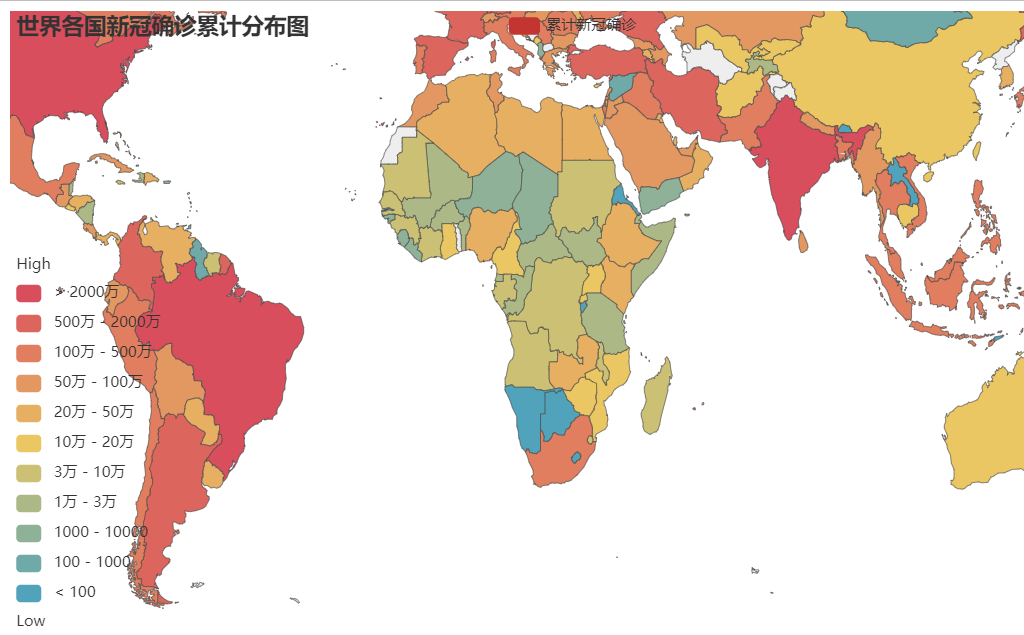 世界各国新冠确诊累计分布图
累计新冠确诊
High
> 2000万
500万 - 2000万
100万 - 500万
50万 - 100万
20万 - 50万
10万 - 20万
3万 - 10万
1万 - 3万
1000 - 10000
100 - 1000
< 100
Low